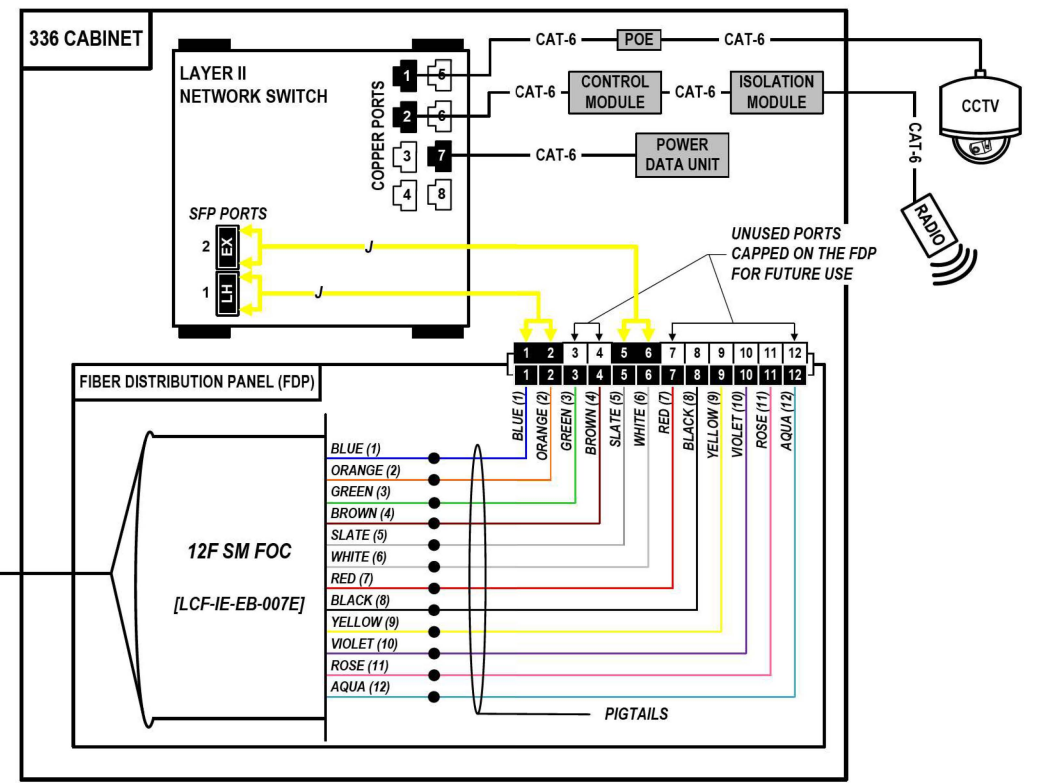 336 CABINET
LAYER II
NETWORK SWITCH
COPPER PORTS
1
5
2
6
3
7
4
8
CAT-6
POE
CAT-6
CAT-6
CONTROL
MODULE
CAT-6
ISOLATION
MODULE
CAT-6
POWER
DATA UNIT
CCTV
CAT-6
RADIO
SFP PORTS
2
EX
J
1
LH
J
UNUSED PORTS
CAPPED ON THE FDP
FOR FUTURE USE
1 2 3 4 5 6 7 8 9 10 11 12
1 2 3 4 5 6 7 8 9 10 11 12
FIBER DISTRIBUTION PANEL (FDP)
BLUE (1)
ORANGE (2)
GREEN (3)
BROWN (4)
SLATE (5)
WHITE (6)
RED (7)
BLACK (8)
YELLOW (9)
VIOLET (10)
ROSE (11)
AQUA (12)
BLUE (1)
ORANGE (2)
GREEN (3)
BROWN (4)
SLATE (5)
WHITE (6)
RED (7)
BLACK (8)
YELLOW (9)
VIOLET (10)
ROSE (11)
AQUA (12)
12F SM FOC
[LCF-IE-EB-007E]
PIGTAILS